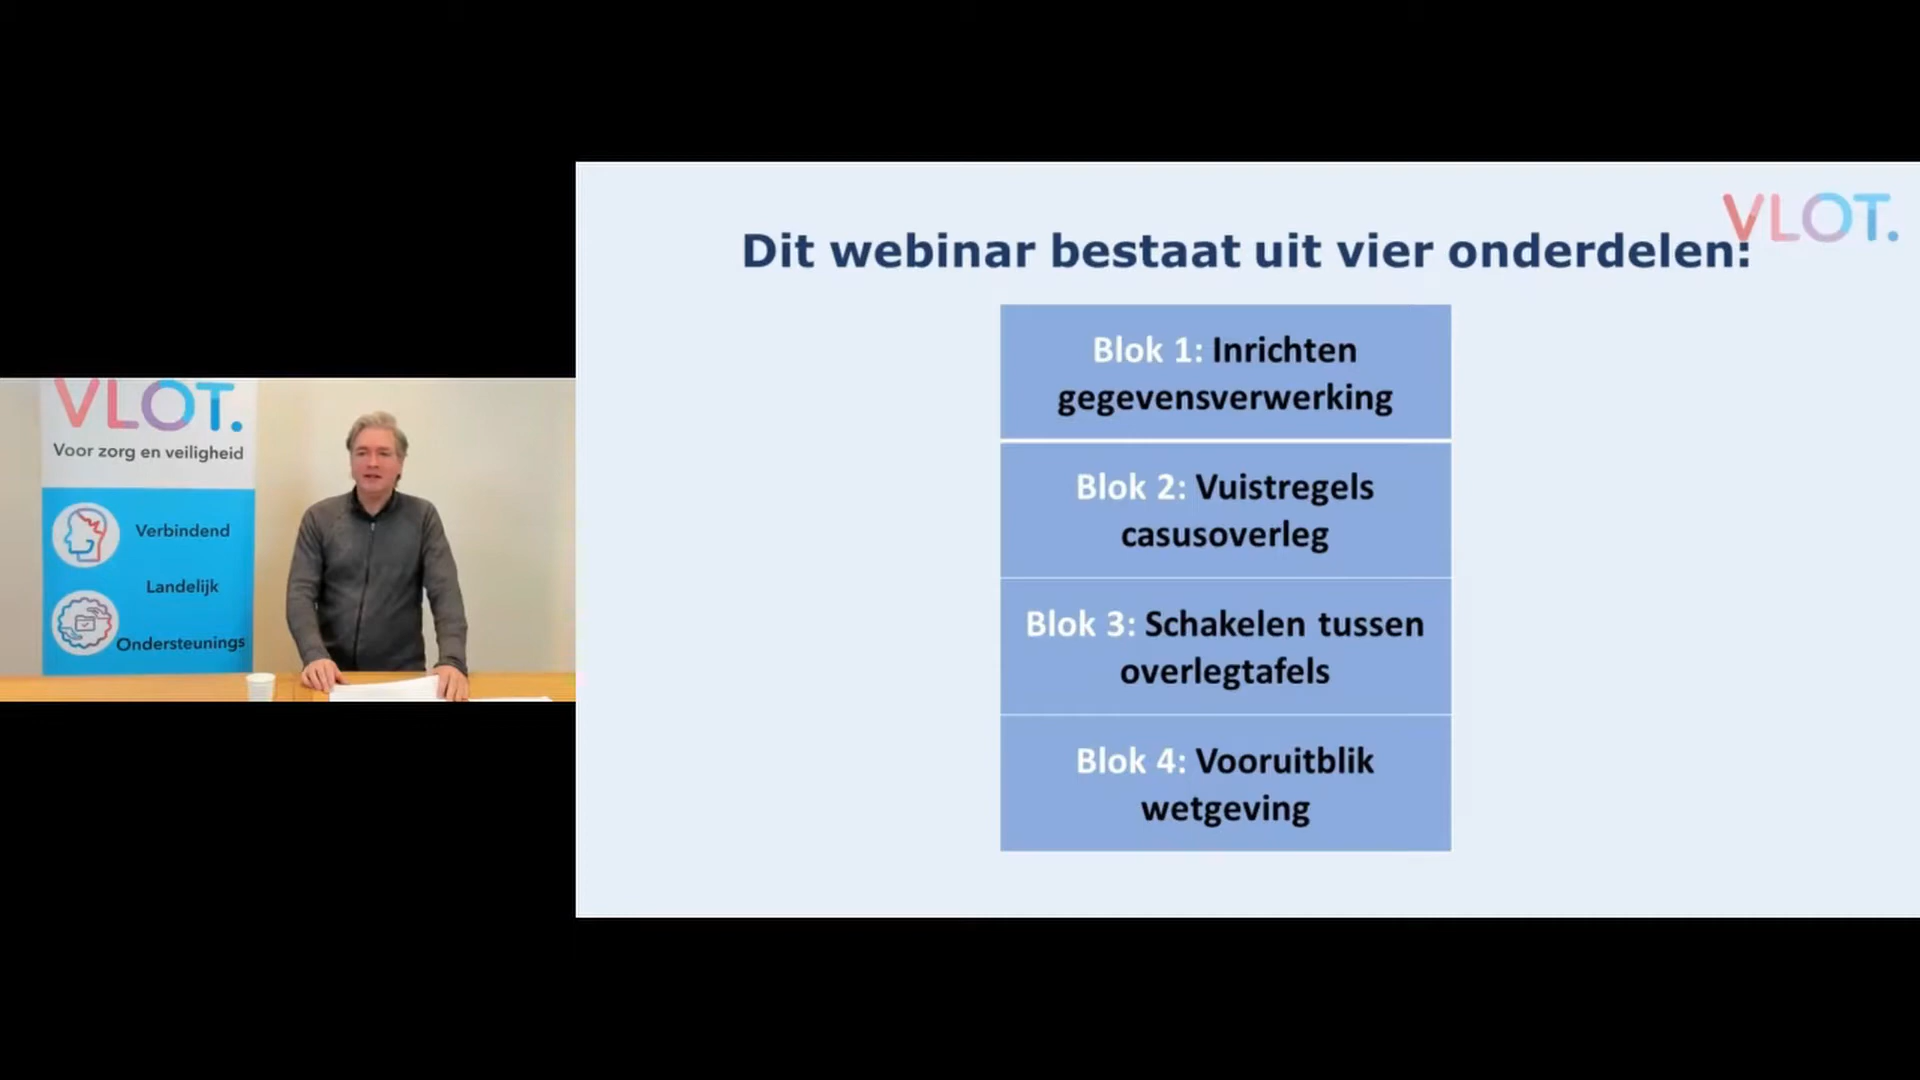 VLOT.
Voor zorg en veiligheid
Verbindend
Landelijk
Ondersteunings
VLOT.
Dit webinar bestaat uit vier onderdelen:
Blok 1: Inrichten
gegevensverwerking
Blok 2: Vuistregels
casusoverleg
Blok 3: Schakelen tussen
overlegtafels
Blok 4: Vooruitblik
wetgeving